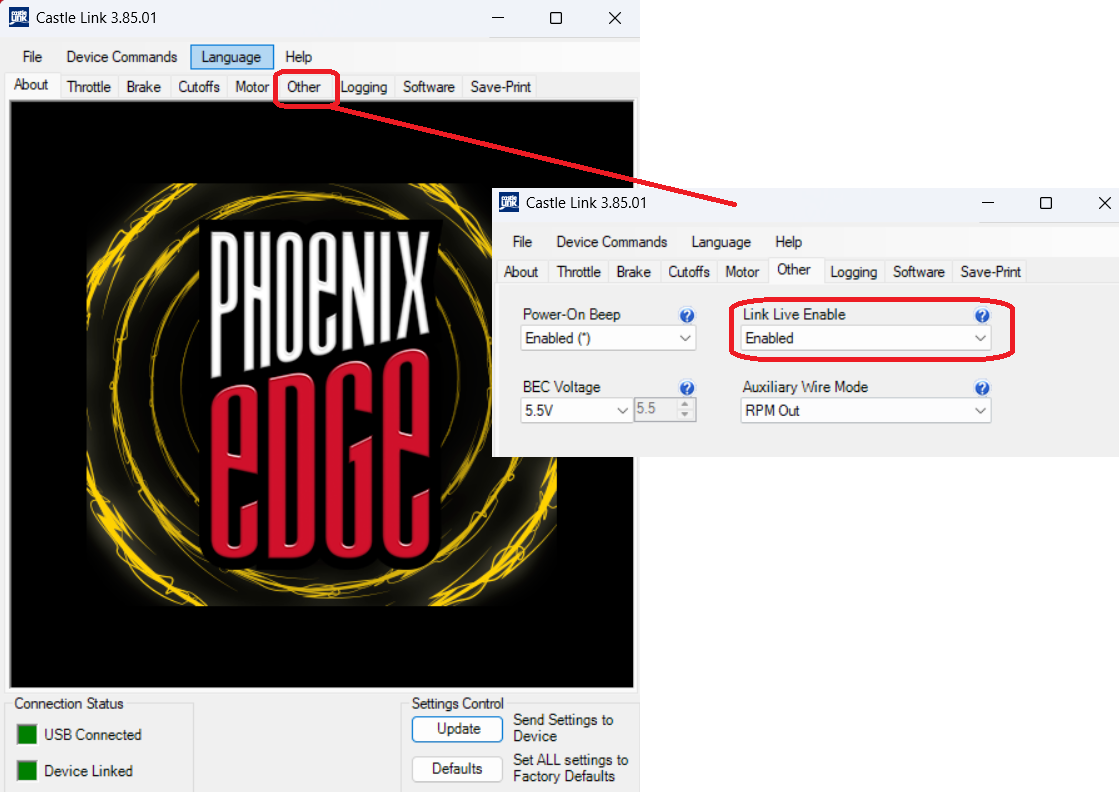 Castle Link 3.85.01
File Device Commands Language Help
About Throttle Brake Cutoffs Motor Other Logging Software Save-Print
PHOENIX
EDGE
Connection Status
USB Connected
Device Linked
Settings Control
Update Send Settings to
Device
Defaults Set ALL settings to
Factory Defaults
Castle Link 3.85.01
File Device Commands Language Help
About Throttle Brake Cutoffs Motor Other Logging Software Save-Print
Power-On Beep ?
Enabled (*)
Link Live Enable ?
Enabled
BEC Voltage ?
5.5V 5.5
Auxiliary Wire Mode ?
RPM Out